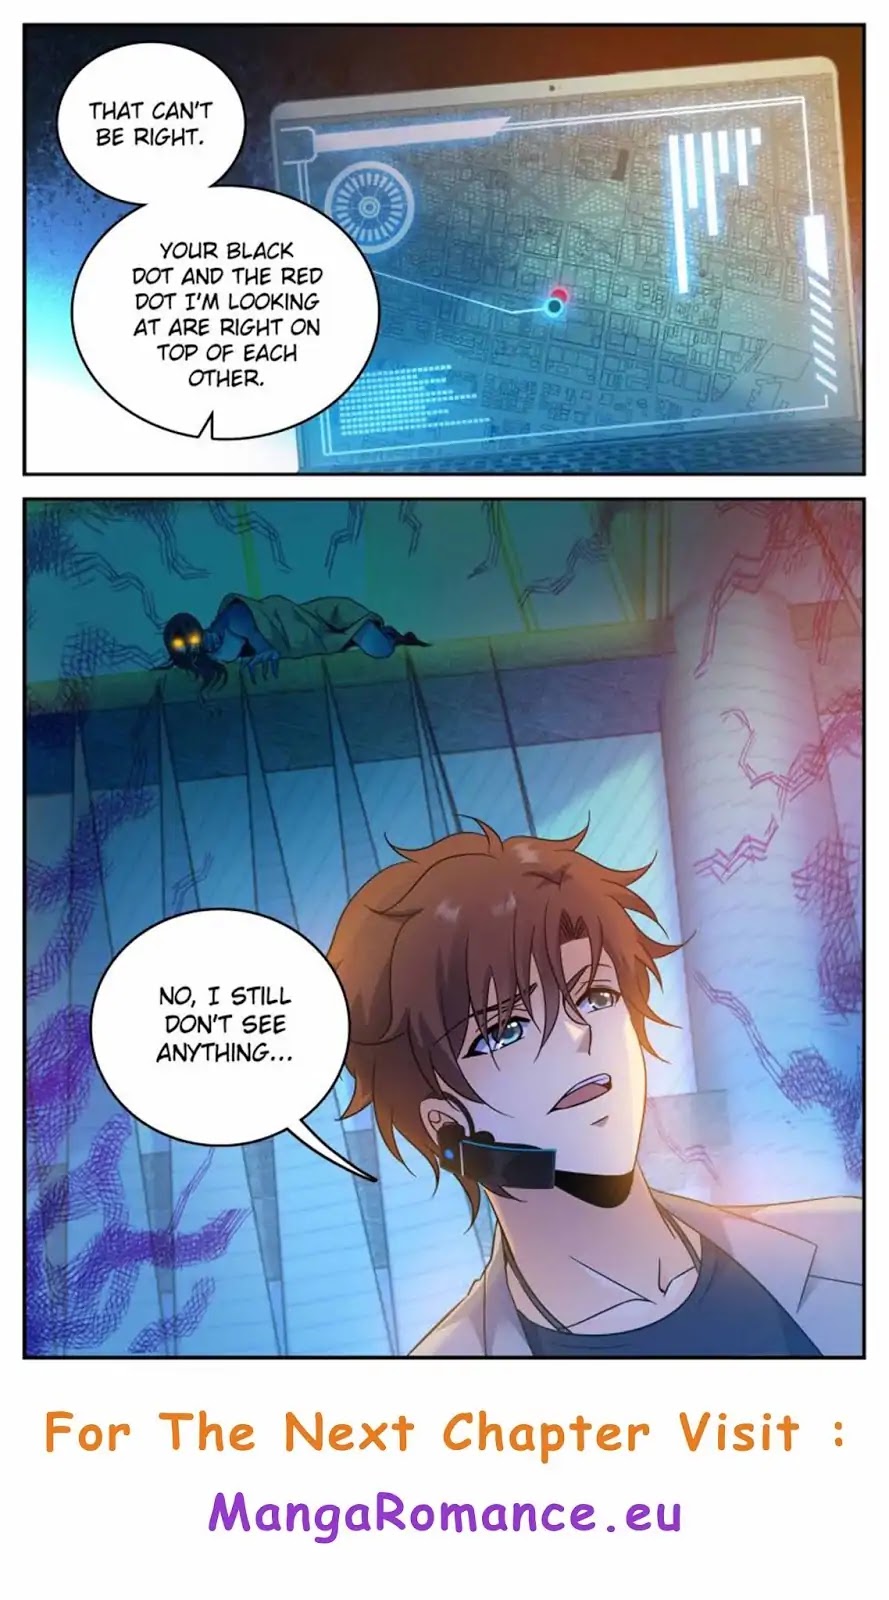 THAT CAN'T
BE RIGHT.
YOUR BLACK
DOT AND THE RED
DOT I'M LOOKING
AT ARE RIGHT ON
TOP OF EACH
OTHER.
NO, I STILL
DON'T SEE
ANYTHING...
For The Next Chapter Visit :
MangaRomance.eu